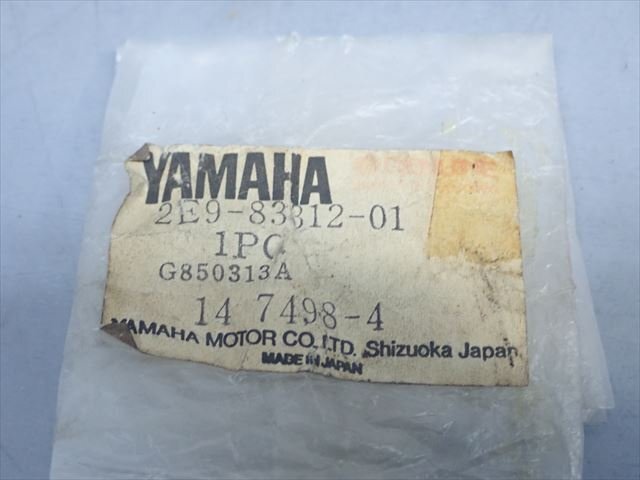 YAMAHA
2E9-83312-01
1PC
G850313A
14 7498-4
YAMAHA MOTOR CO.,LTD. Shizuoka Japan
MADE IN JAPAN